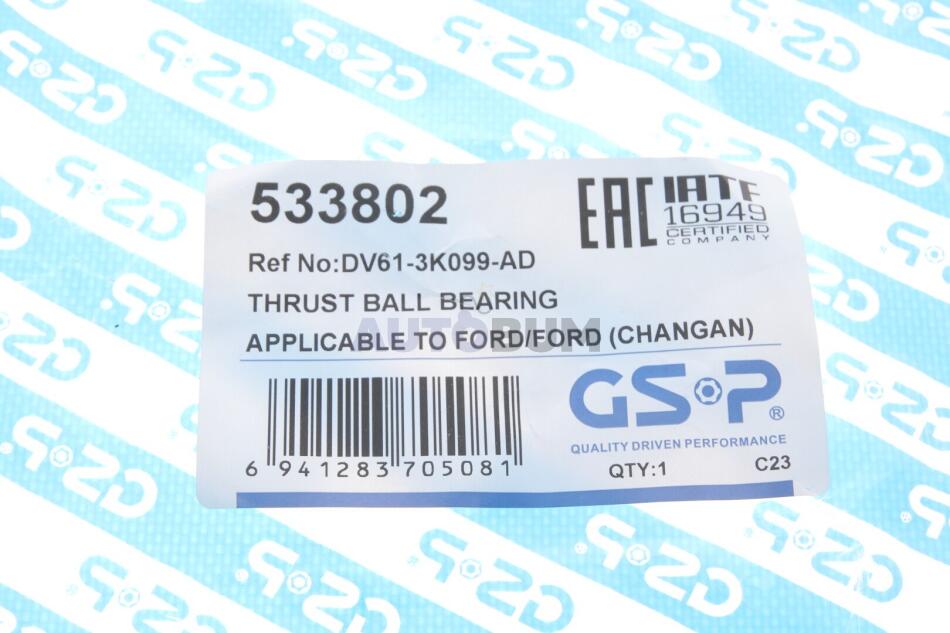 533802
EAC
IATF
16949
CERTIFIED
COMPANY
Ref No:DV61-3K099-AD
THRUST BALL BEARING
APPLICABLE TO FORD/FORD (CHANGAN)
AUTOBUM
6 941283 705081
GSP®
QUALITY DRIVEN PERFORMANCE
QTY:1
C23